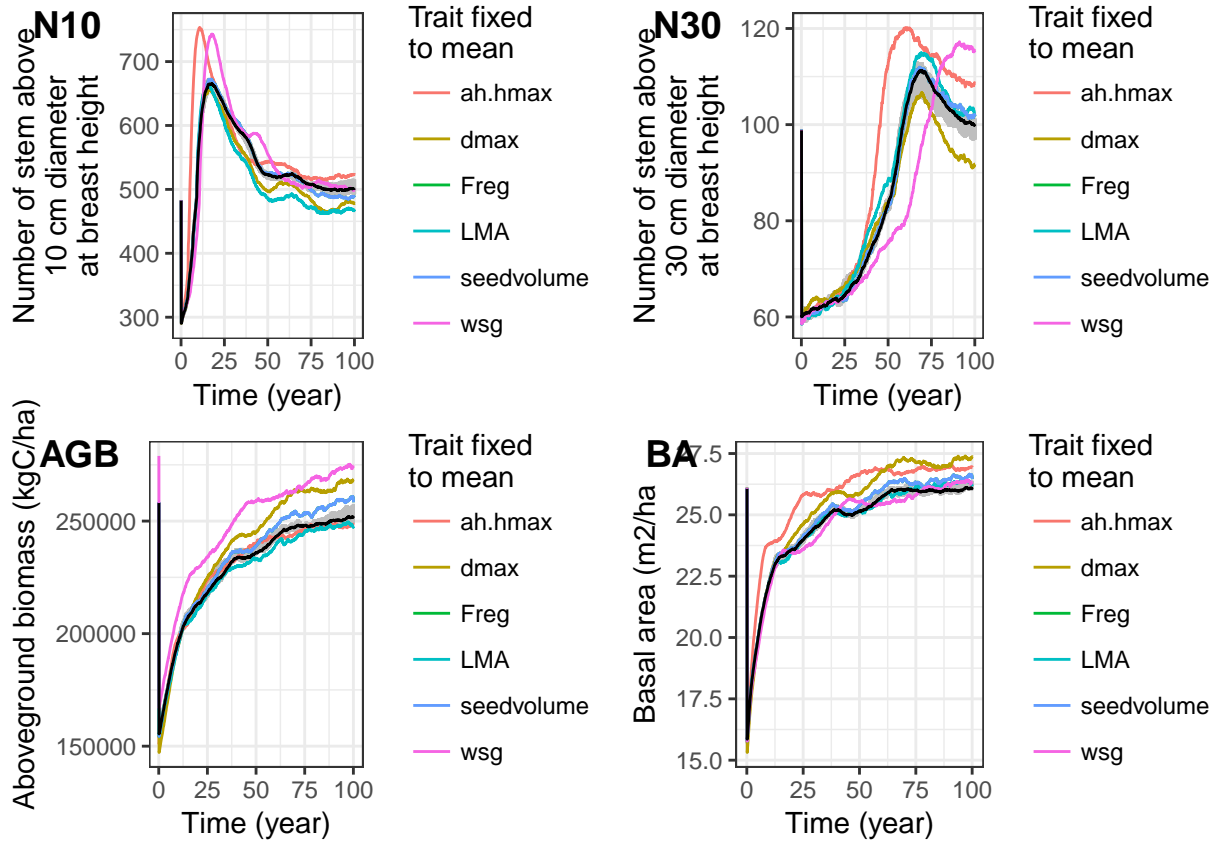 N10
Number of stem above
10 cm diameter
at breast height
300
400
500
600
700
0 25 50 75 100
Time (year)
Trait fixed
to mean
ah.hmax
dmax
Freg
LMA
seedvolume
wsg
N30
Number of stem above
30 cm diameter
at breast height
60
80
100
120
0 25 50 75 100
Time (year)
Trait fixed
to mean
ah.hmax
dmax
Freg
LMA
seedvolume
wsg
AGB
Aboveground biomass (kgC/ha)
150000
200000
250000
0 25 50 75 100
Time (year)
Trait fixed
to mean
ah.hmax
dmax
Freg
LMA
seedvolume
wsg
BA
Basal area (m2/ha)
15.0
17.5
20.0
22.5
25.0
27.5
0 25 50 75 100
Time (year)
Trait fixed
to mean
ah.hmax
dmax
Freg
LMA
seedvolume
wsg